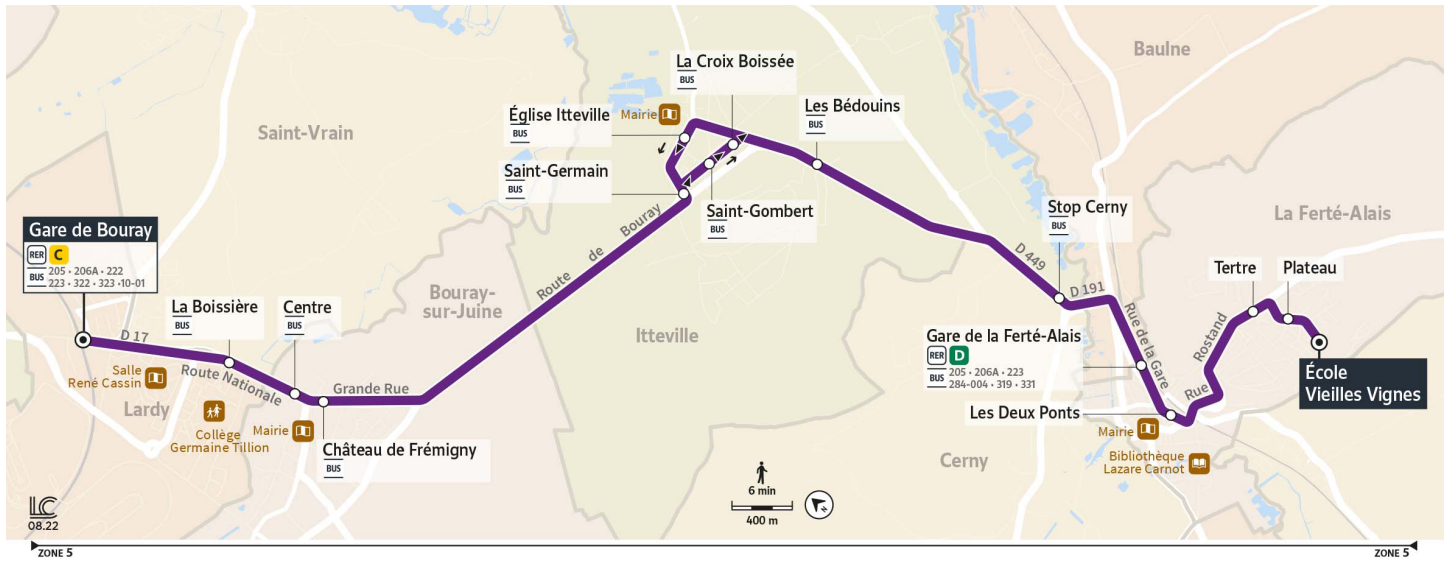 Baulne
La Croix Boissée
BUS
Les Bédouins
BUS
Église Itteville
BUS
Mairie
Saint-Vrain
Saint-Germain
BUS
Saint-Gombert
BUS
Stop Cerny
BUS
La Ferté-Alais
Gare de Bouray
RER C
BUS
205 • 206A • 222
223 • 322 • 323 •10-01
Route de Bouray
D 449
D 191
Tertre
Plateau
La Boissière
BUS
Centre
BUS
Bouray-
sur-Juine
Itteville
D 17
Rue de la Gare
Rue Rostand
Gare de la Ferté-Alais
RER D
BUS
205 • 206A • 223
284-004 • 319 • 331
École
Vieilles Vignes
Salle
René Cassin
Route Nationale
Grande Rue
Lardy
Les Deux Ponts
Collège
Germaine Tillion
Mairie
Château de Frémigny
BUS
Mairie
Bibliothèque
Lazare Carnot
Cerny
6 min
400 m
N
LC
08.22
ZONE 5
ZONE 5